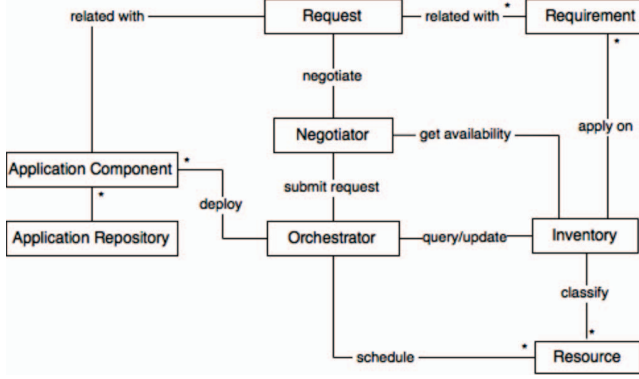 related with
Request
related with
*
Requirement
*
negotiate
Negotiator
get availability
apply on
Application Component
*
*
submit request
deploy
Application Repository
Orchestrator
query/update
Inventory
classify
*
*
schedule
Resource